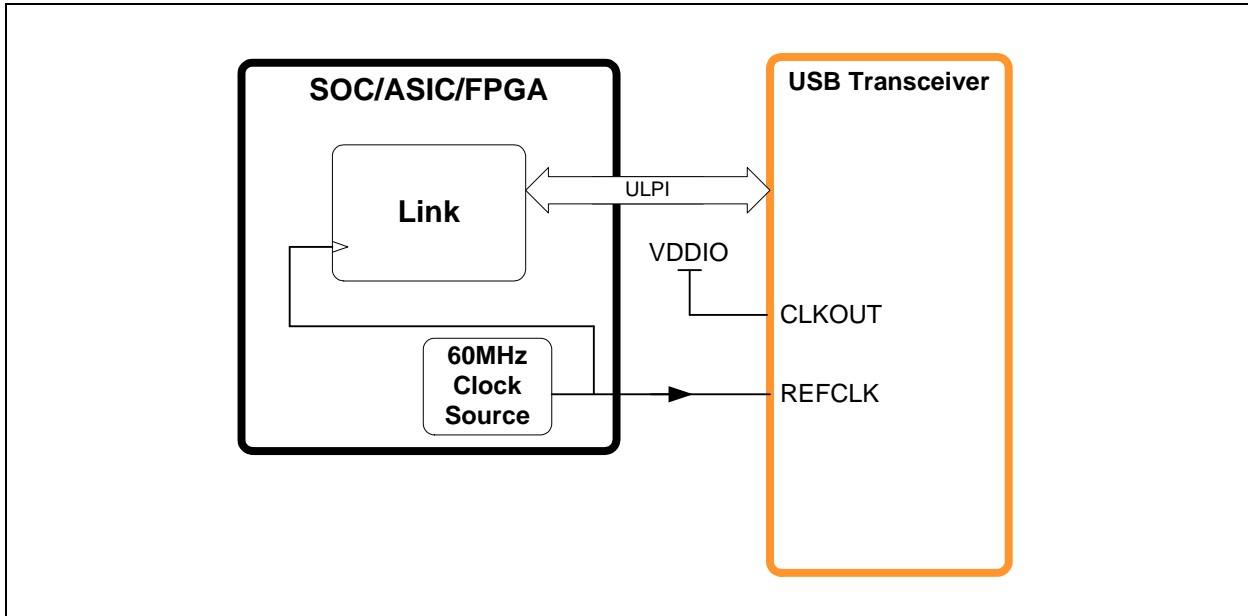 SOC/ASIC/FPGA
USB Transceiver
Link
ULPI
VDDIO
CLKOUT
60MHz
Clock
Source
REFCLK